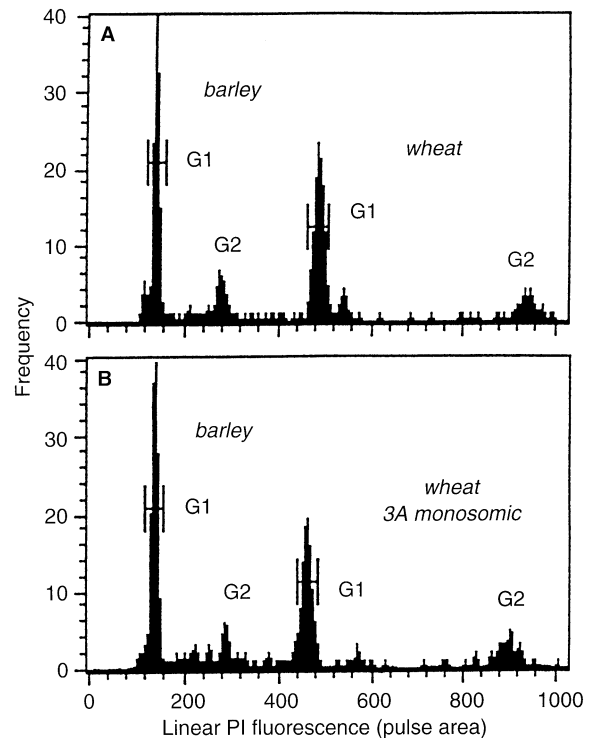 40
A
barley
30
wheat
20
G1
G1
10
G2
G2
0
Frequency
40
B
barley
30
wheat
3A monosomic
20
G1
10
G2
G1
G2
0
0
200
400
600
800
1000
Linear PI fluorescence (pulse area)